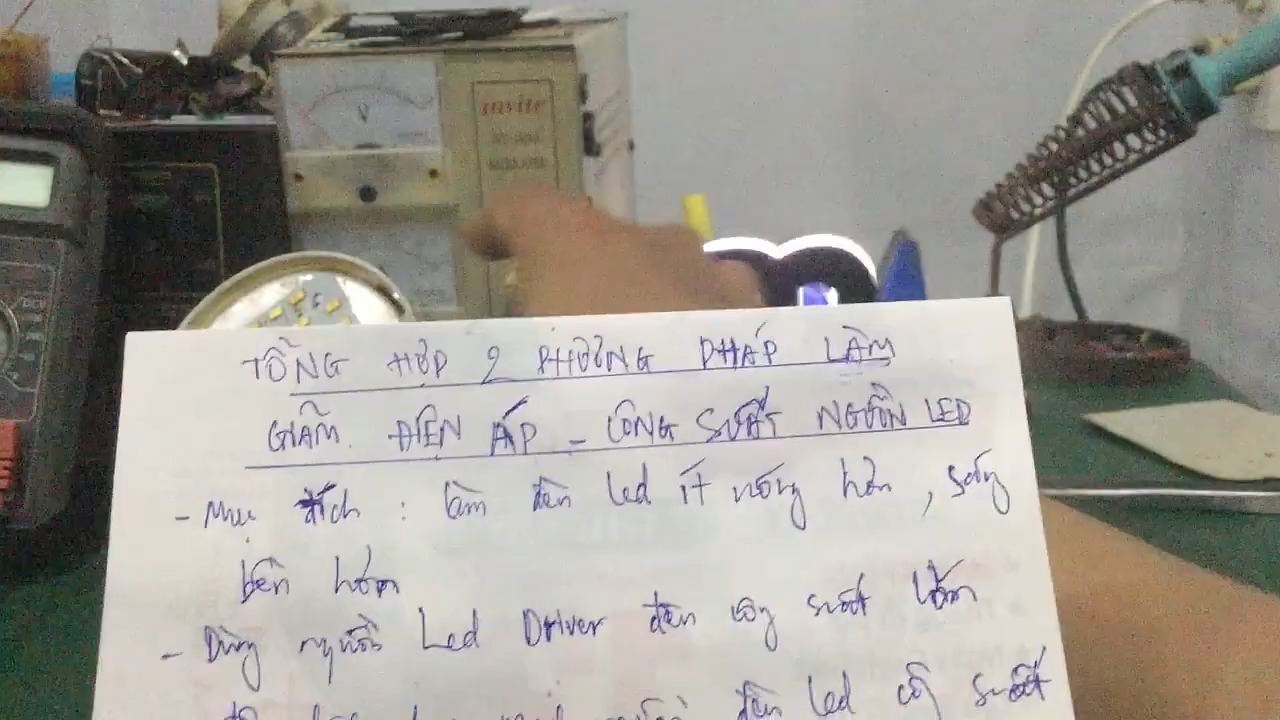 invite
V
TỔNG HỢP 2 PHƯƠNG PHÁP LÀM
GIẢM ĐIỆN ÁP - CÔNG SUẤT NGUỒN LED
- Mục đích : làm đèn led ít nóng hơn, sáng
bền hơn
- Dùng nguồn Led Driver đèn công suất lớn
đèn led công suất